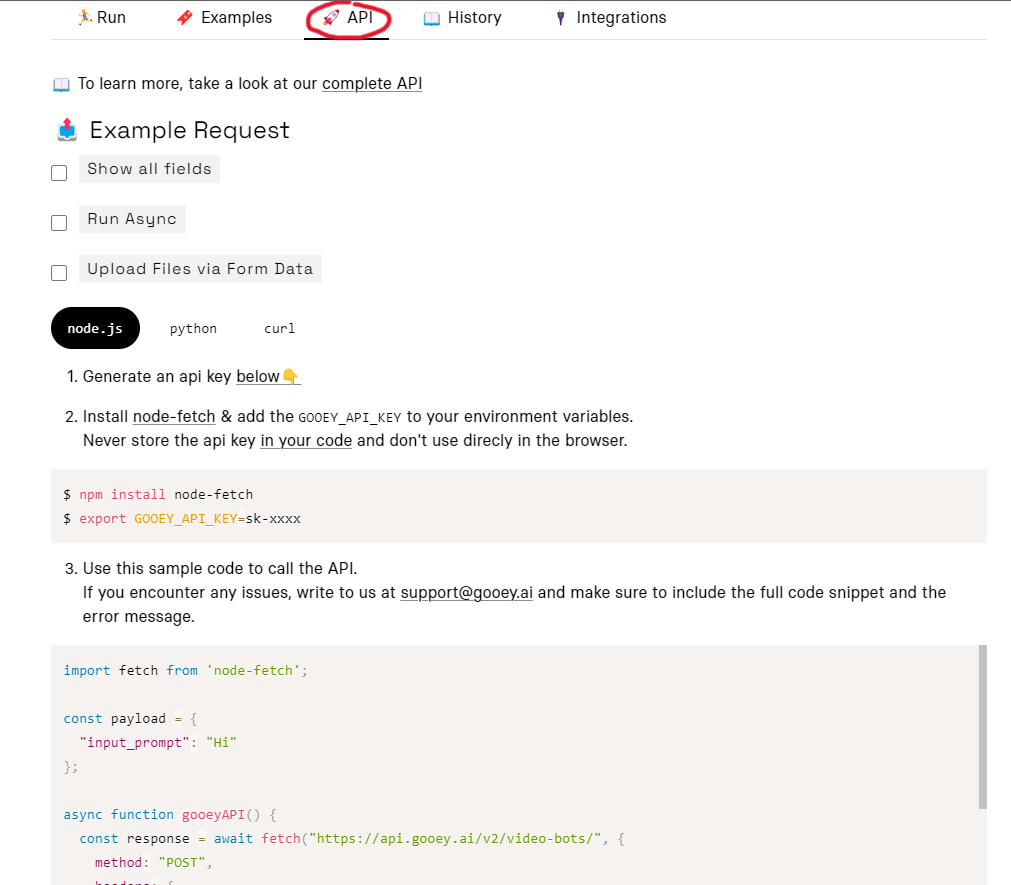 Run Examples API History Integrations
To learn more, take a look at our complete API
Example Request
Show all fields
Run Async
Upload Files via Form Data
node.js python curl
1. Generate an api key below
2. Install node-fetch & add the GOOEY_API_KEY to your environment variables.
Never store the api key in your code and don't use direcly in the browser.
$ npm install node-fetch
$ export GOOEY_API_KEY=sk-xxxx
3. Use this sample code to call the API.
If you encounter any issues, write to us at support@gooey.ai and make sure to include the full code snippet and the
error message.
import fetch from 'node-fetch';
const payload = {
"input_prompt": "Hi"
};
async function gooeyAPI() {
const response = await fetch("https://api.gooey.ai/v2/video-bots/", {
method: "POST",
headers: {